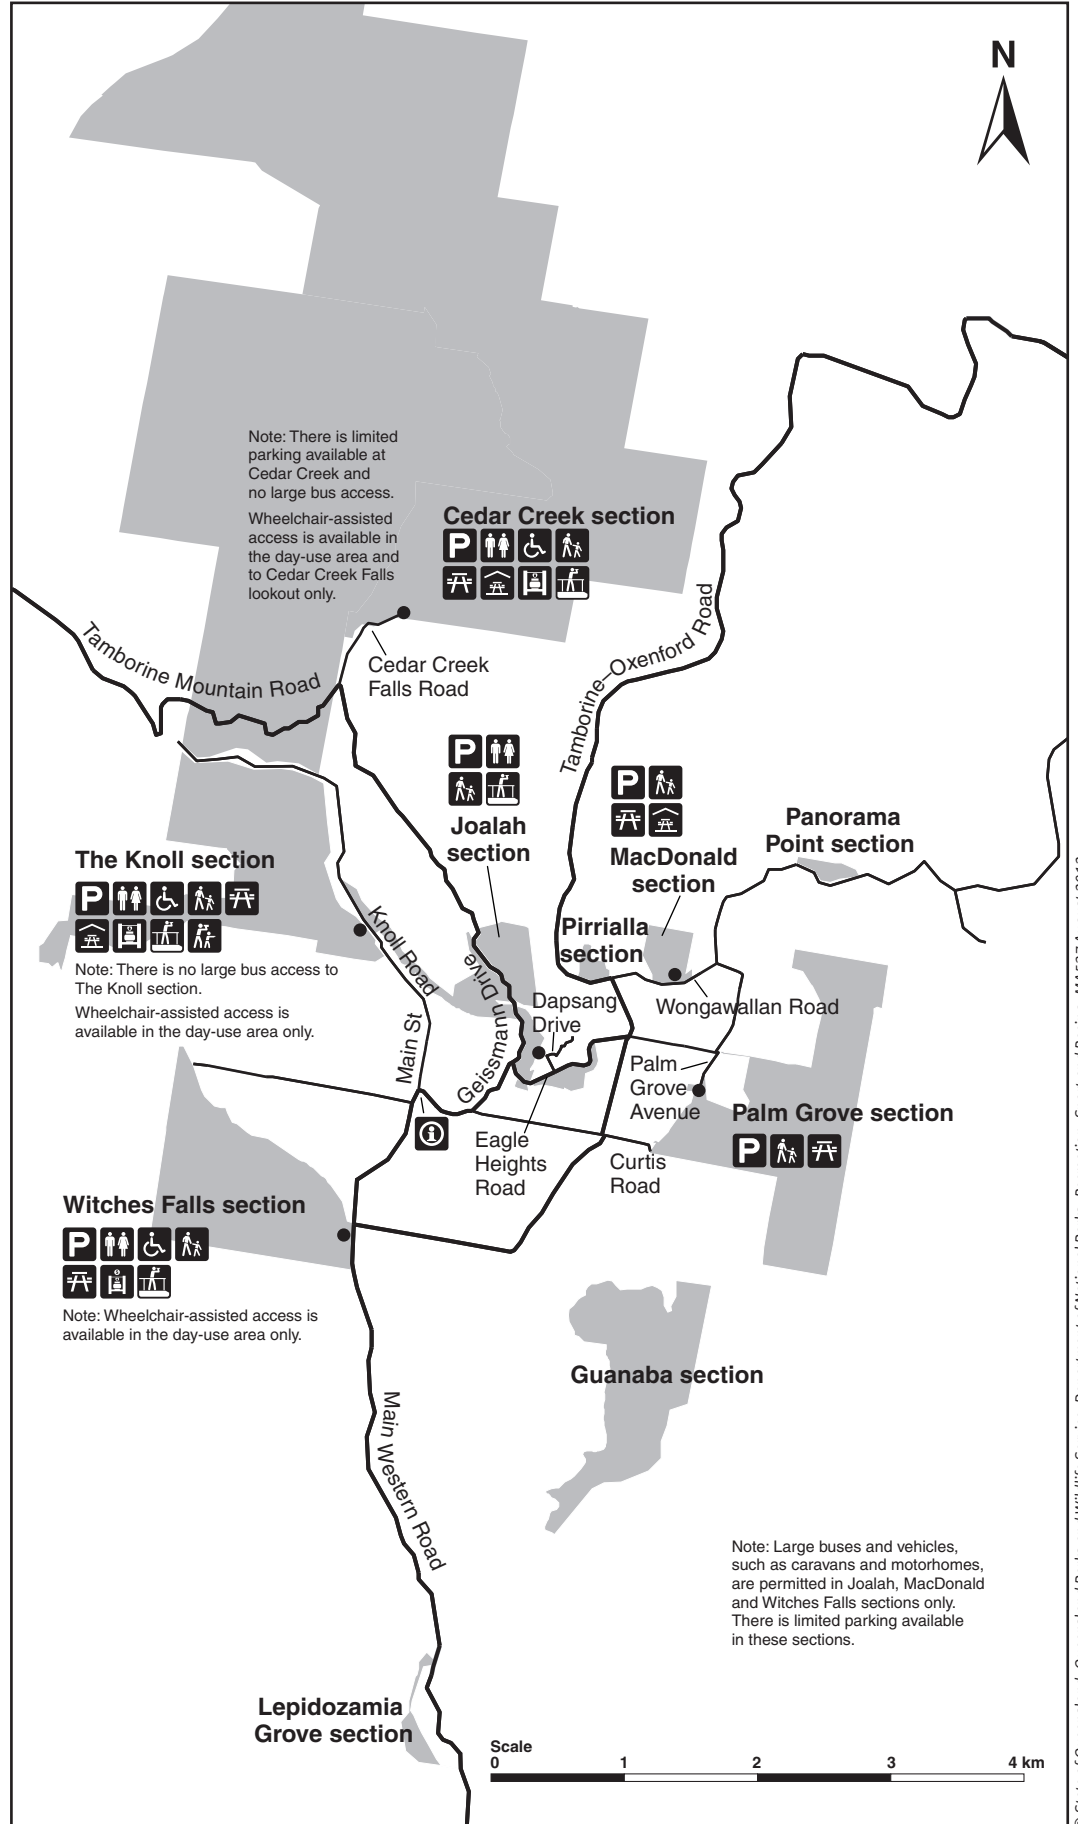 N
Note: There is limited
parking available at
Cedar Creek and
no large bus access.
Wheelchair-assisted
access is available in
the day-use area and
to Cedar Creek Falls
lookout only.
Cedar Creek section
P
Tamborine Mountain Road
Cedar Creek
Falls Road
Tamborine–Oxenford Road
P
Joalah
section
P
MacDonald
section
Panorama
Point section
The Knoll section
P
Note: There is no large bus access to
The Knoll section.
Wheelchair-assisted access is
available in the day-use area only.
Knoll Road
Pirrialla
section
Geissmann Drive
Dapsang
Drive
Wongawallan Road
Main St
Palm
Grove
Avenue
Palm Grove section
P
i
Eagle
Heights
Road
Curtis
Road
Witches Falls section
P
Note: Wheelchair-assisted access is
available in the day-use area only.
Guanaba section
Main Western Road
Note: Large buses and vehicles,
such as caravans and motorhomes,
are permitted in Joalah, MacDonald
and Witches Falls sections only.
There is limited parking available
in these sections.
Lepidozamia
Grove section
Scale
0 1 2 3 4 km